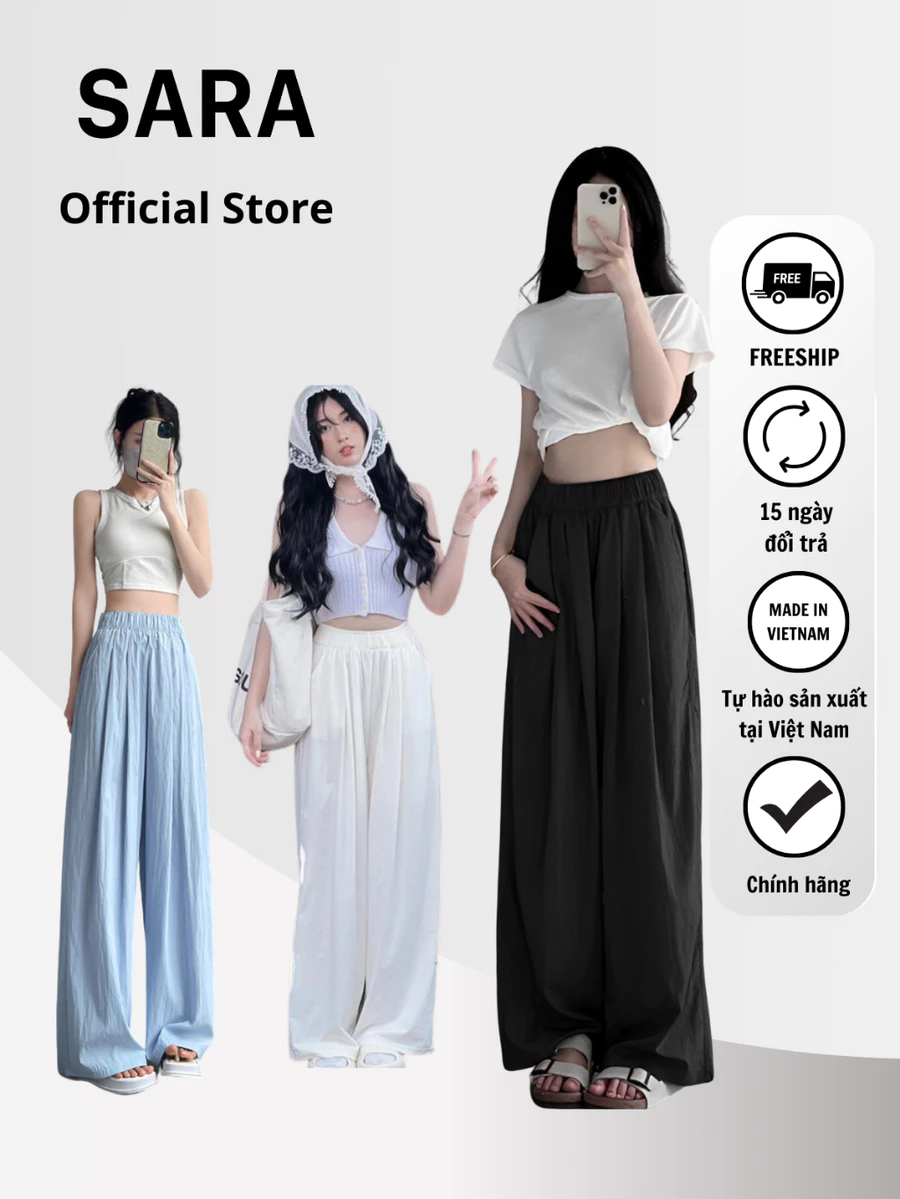 SARA
Official Store
FREE
FREESHIP
15 ngày
đổi trả
MADE IN
VIETNAM
Tự hào sản xuất
tại Việt Nam
Chính hãng